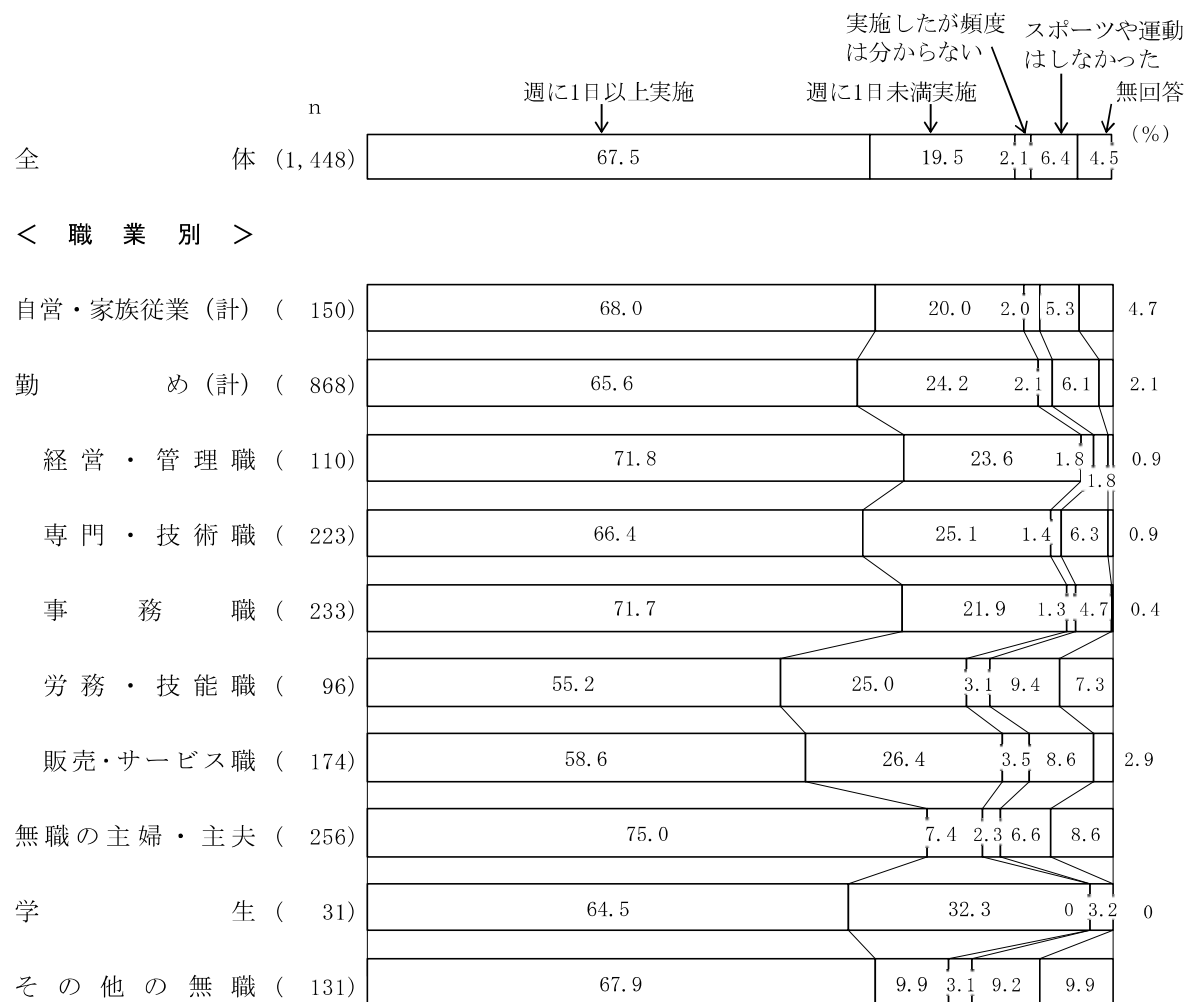 実施したが頻度
は分からない
スポーツや運動
はしなかった
週に1日以上実施
週に1日未満実施
無回答
n
(%)
全体 (1,448) 67.5 19.5 2.1 6.4 4.5
＜職業別＞
自営・家族従業(計) ( 150) 68.0 20.0 2.0 5.3 4.7
勤め(計) ( 868) 65.6 24.2 2.1 6.1 2.1
経営・管理職 ( 110) 71.8 23.6 1.8 1.8 0.9
専門・技術職 ( 223) 66.4 25.1 1.4 6.3 0.9
事務職 ( 233) 71.7 21.9 1.3 4.7 0.4
労務・技能職 ( 96) 55.2 25.0 3.1 9.4 7.3
販売・サービス職 ( 174) 58.6 26.4 3.5 8.6 2.9
無職の主婦・主夫 ( 256) 75.0 7.4 2.3 6.6 8.6
学生 ( 31) 64.5 32.3 0 3.2 0
その他の無職 ( 131) 67.9 9.9 3.1 9.2 9.9